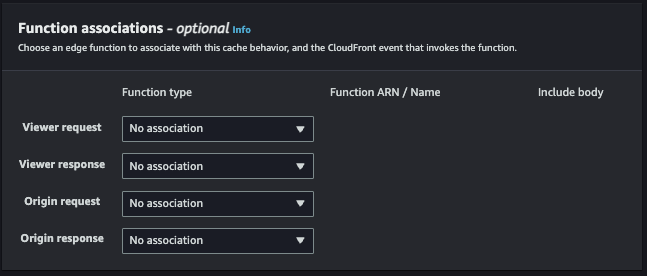 Function associations - optional Info
Choose an edge function to associate with this cache behavior, and the CloudFront event that invokes the function.
Function type Function ARN / Name Include body
Viewer request No association
Viewer response No association
Origin request No association
Origin response No association